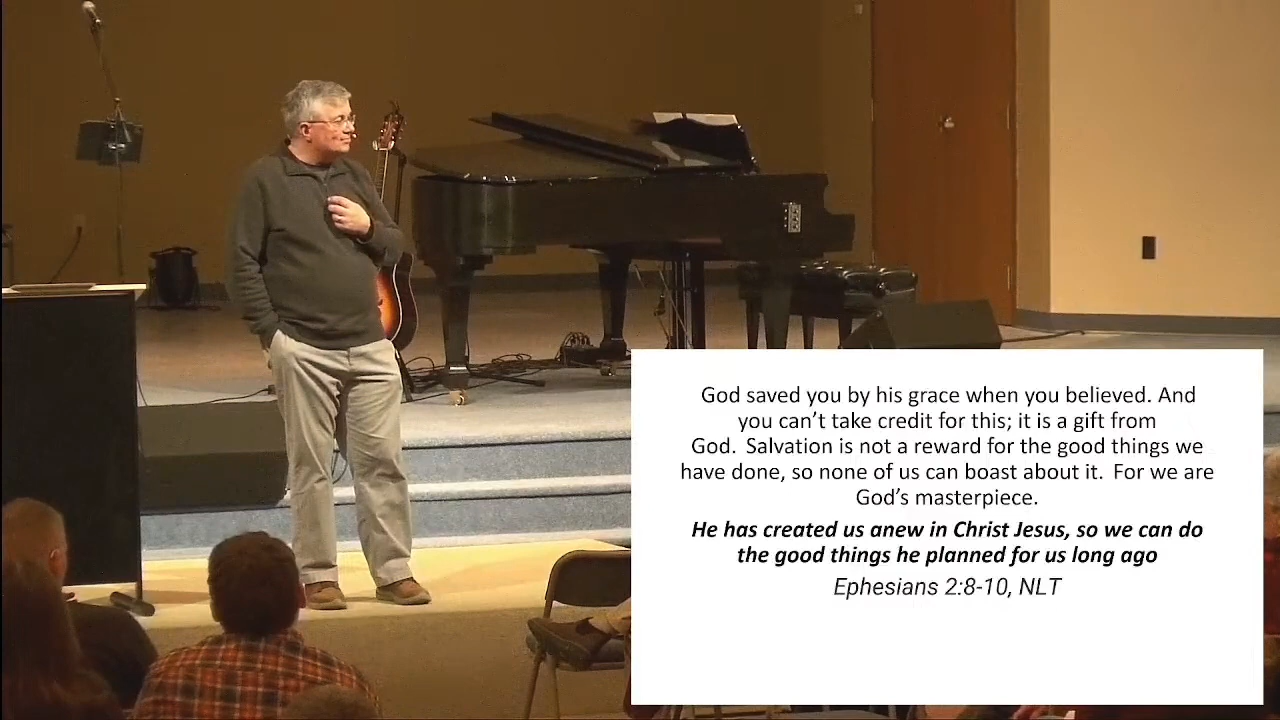 God saved you by his grace when you believed. And
you can’t take credit for this; it is a gift from
God. Salvation is not a reward for the good things we
have done, so none of us can boast about it. For we are
God’s masterpiece.
He has created us anew in Christ Jesus, so we can do
the good things he planned for us long ago
Ephesians 2:8-10, NLT